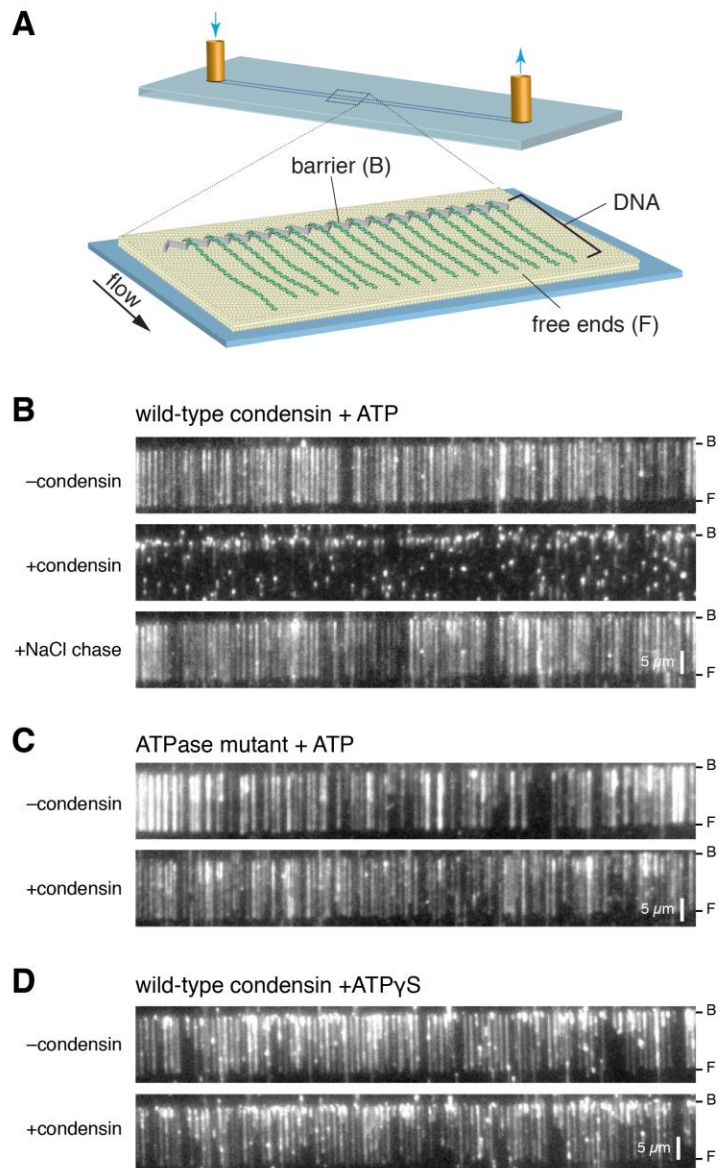 A
barrier (B)
DNA
flow
free ends (F)
B wild-type condensin + ATP
–condensin
B
F
+condensin
B
+NaCl chase
B
5 µm
F
C ATPase mutant + ATP
–condensin
B
F
+condensin
B
5 µm
F
D wild-type condensin +ATPγS
–condensin
B
F
+condensin
B
5 µm
F